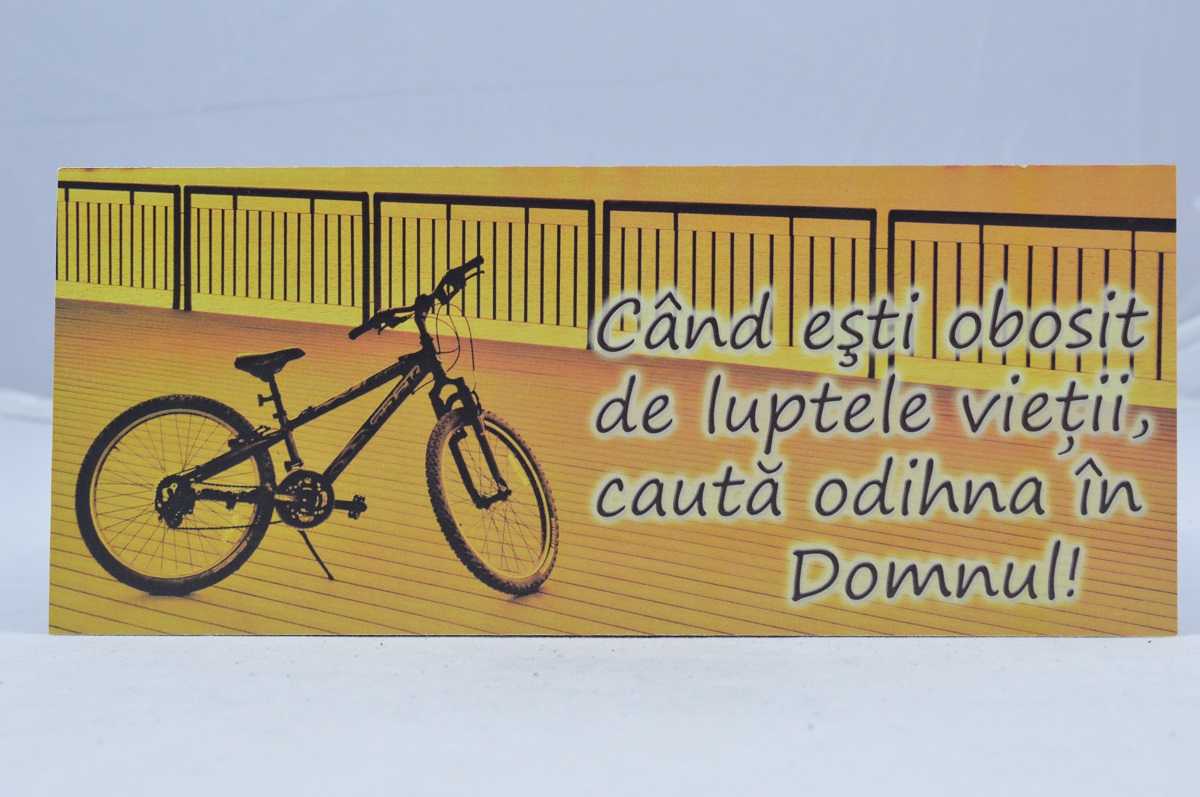 Când eşti obosit
de luptele vieţii,
caută odihna în
Domnul!